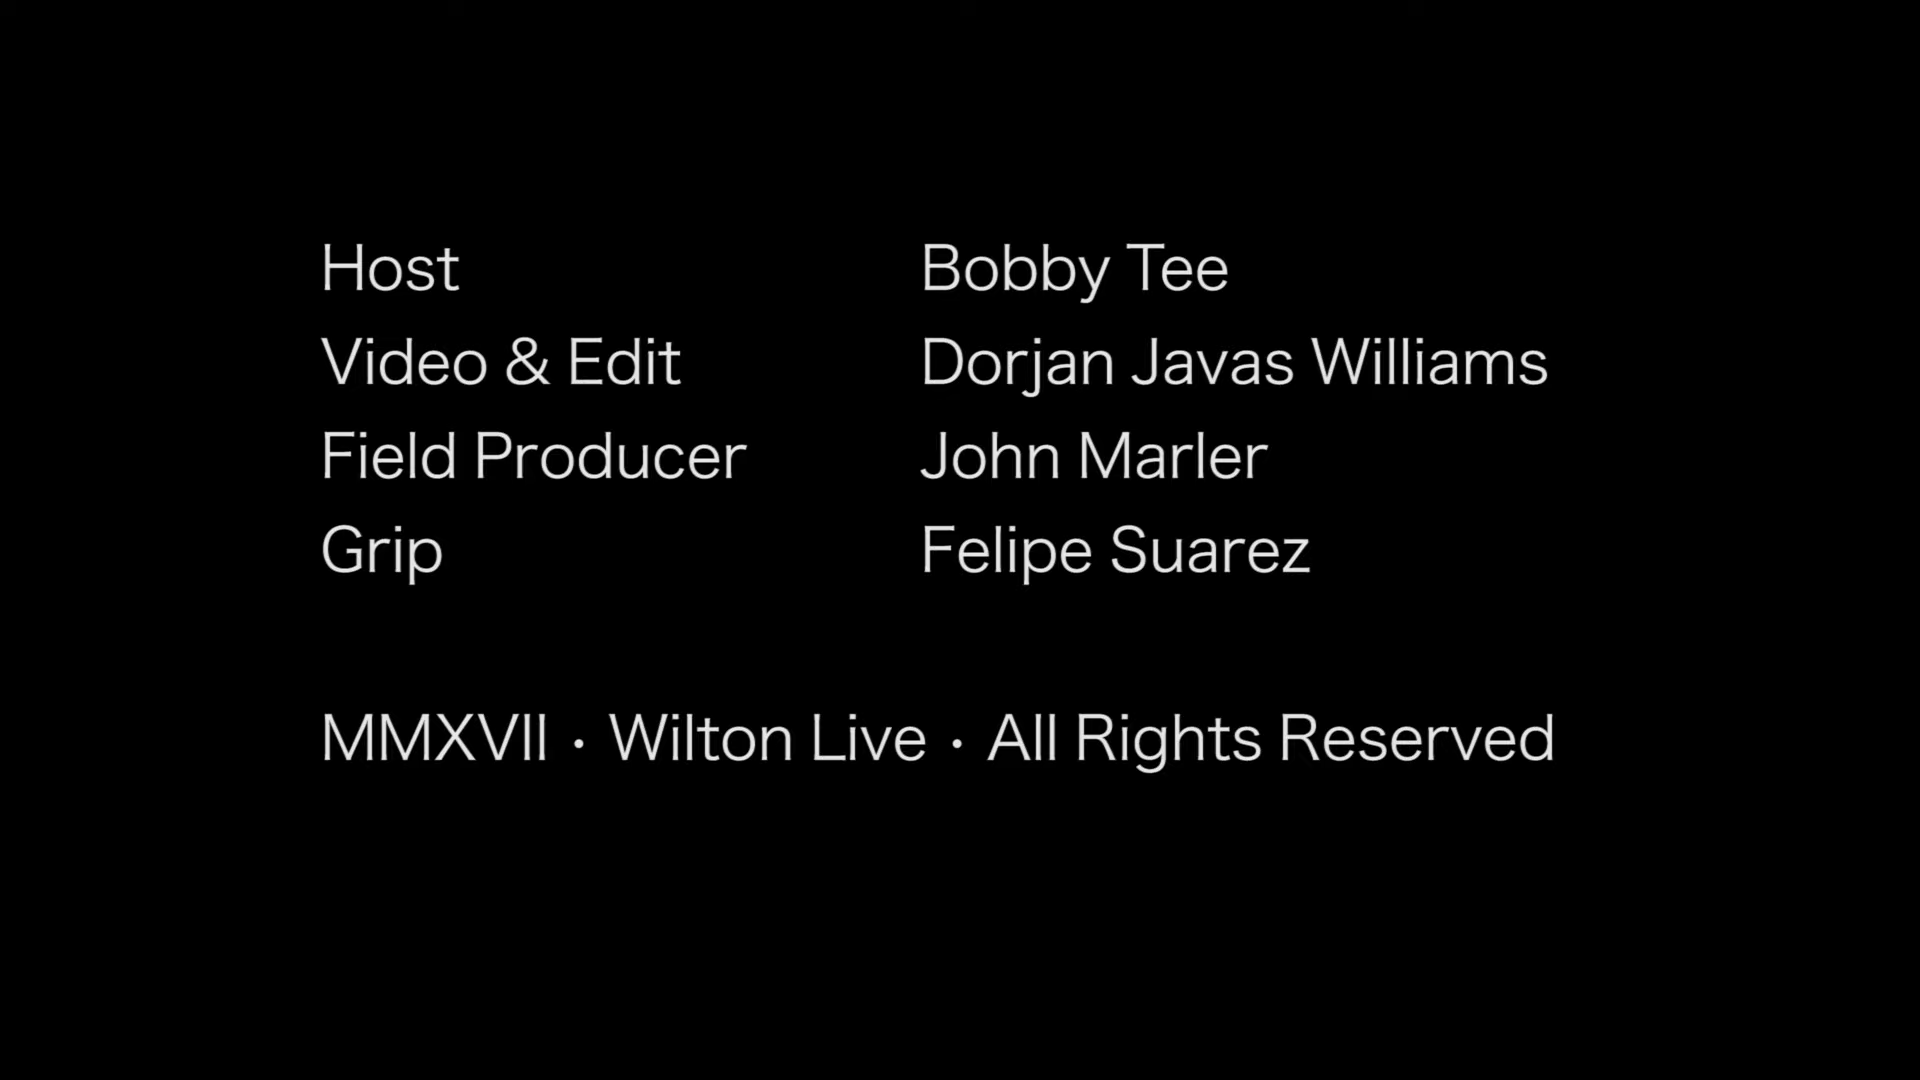 Host Bobby Tee
Video & Edit Dorjan Javas Williams
Field Producer John Marler
Grip Felipe Suarez
MMXVII · Wilton Live · All Rights Reserved